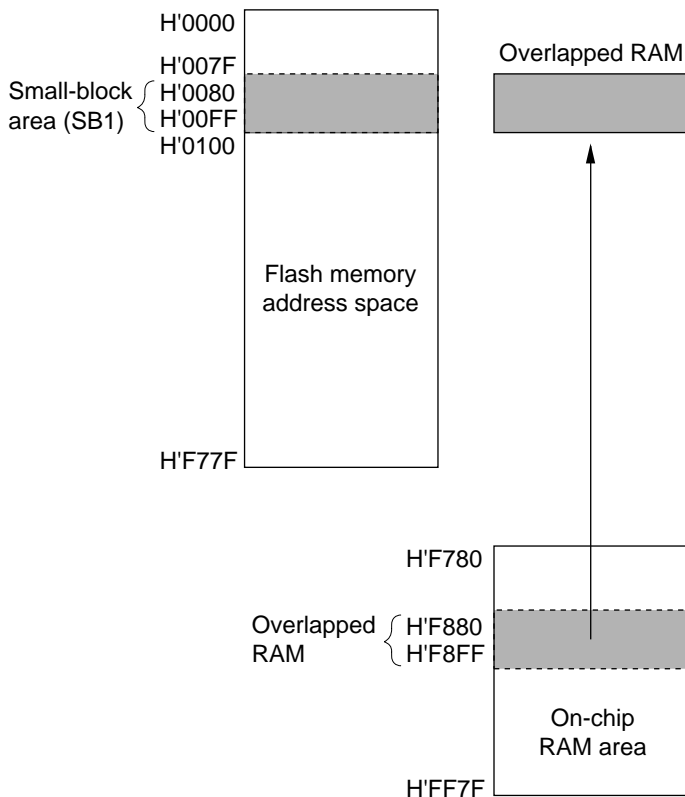 H'0000
H'007F
Small-block
area (SB1)
H'0080
H'00FF
H'0100
Overlapped RAM
Flash memory
address space
H'F77F
H'F780
Overlapped
RAM
H'F880
H'F8FF
On-chip
RAM area
H'FF7F